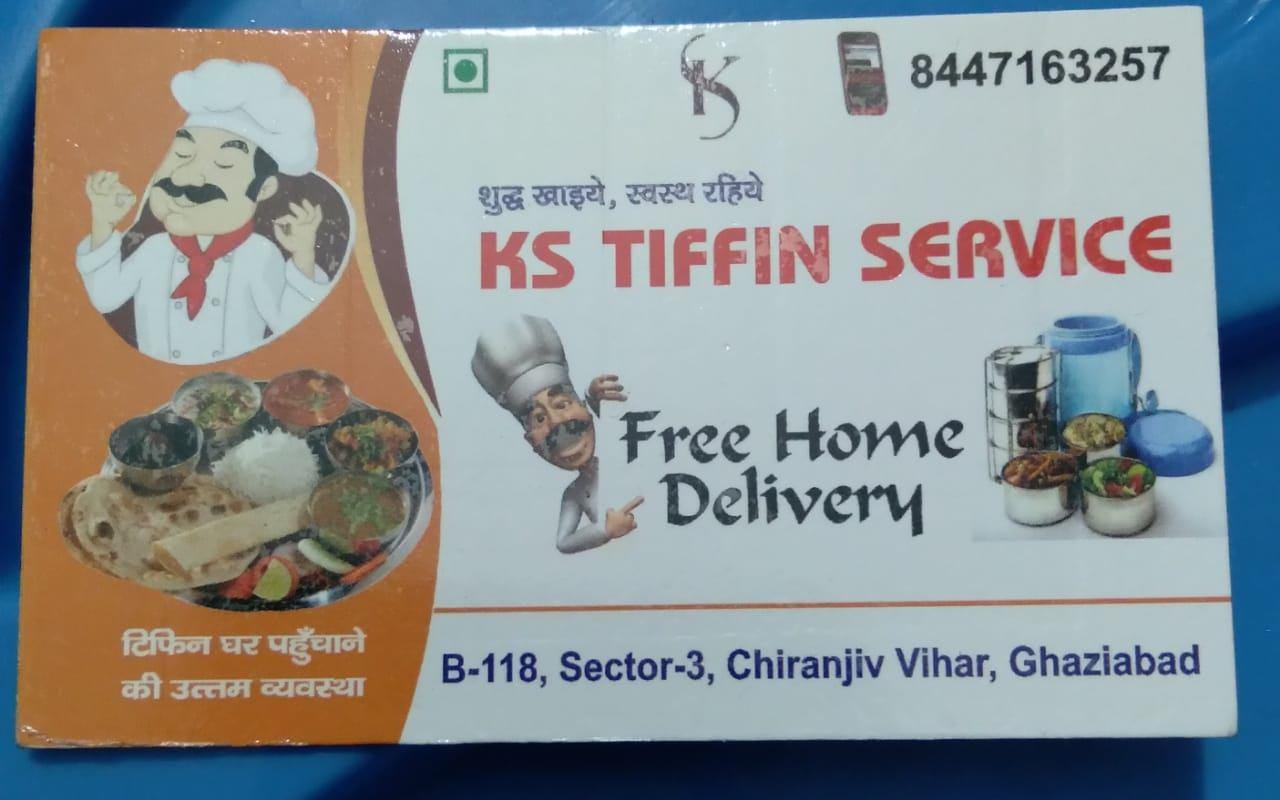 KS
8447163257
शुद्ध खाइये, स्वस्थ रहिये
KS TIFFIN SERVICE
Free Home
Delivery
टिफिन घर पहुँचाने
की उत्तम व्यवस्था
B-118, Sector-3, Chiranjiv Vihar, Ghaziabad